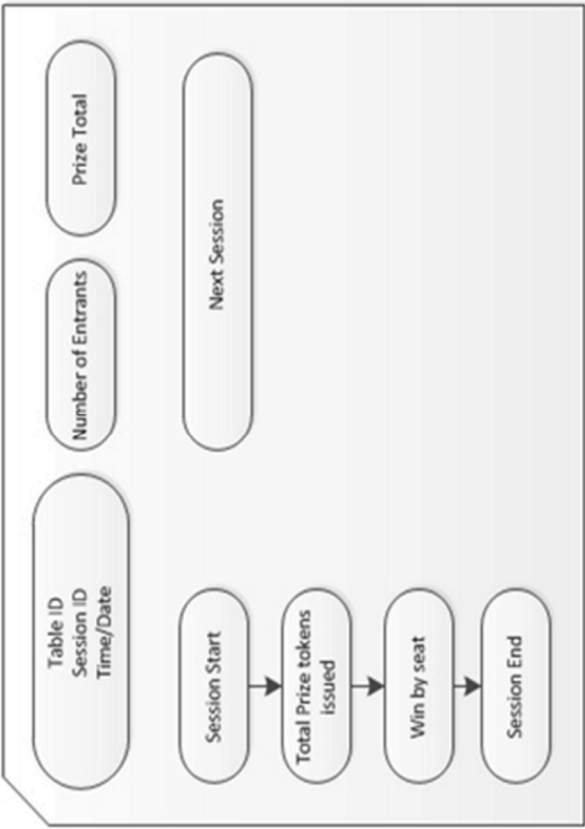 Table ID
Session ID
Time/Date
Number of Entrants
Prize Total
Session Start
Total Prize tokens
issued
Win by seat
Session End
Next Session